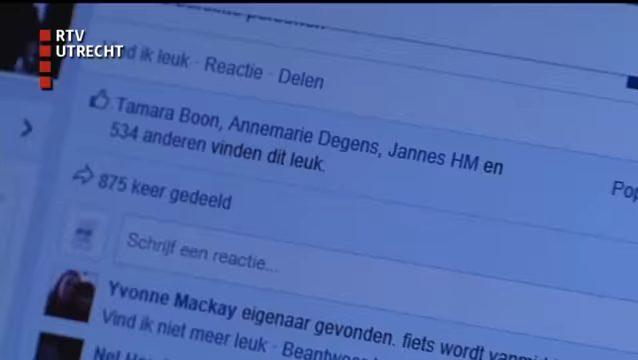 RTV
UTRECHT
Vind ik leuk · Reactie · Delen
Tamara Boon, Annemarie Degens, Jannes HM en
534 anderen vinden dit leuk.
875 keer gedeeld
Schrijf een reactie...
Yvonne Mackay eigenaar gevonden. fiets wordt
Vind ik niet meer leuk ·